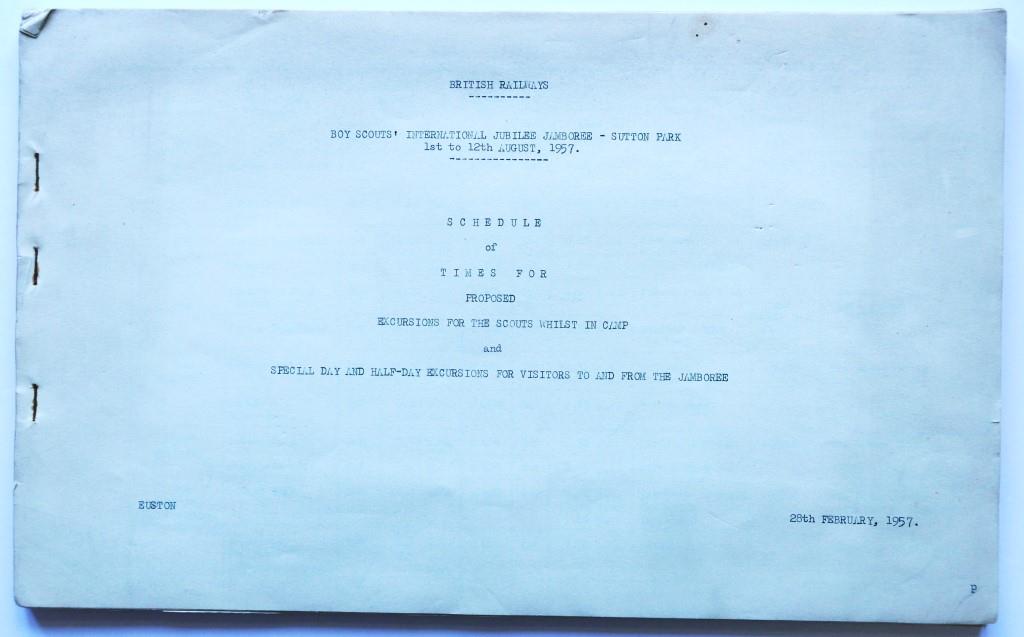 BRITISH RAILWAYS
----------
BOY SCOUTS' INTERNATIONAL JUBILEE JAMBOREE - SUTTON PARK
1st to 12th AUGUST, 1957.
----------------
S C H E D U L E
of
T I M E S F O R
PROPOSED
EXCURSIONS FOR THE SCOUTS WHILST IN CAMP
and
SPECIAL DAY AND HALF-DAY EXCURSIONS FOR VISITORS TO AND FROM THE JAMBOREE
EUSTON
28th FEBRUARY, 1957.
P